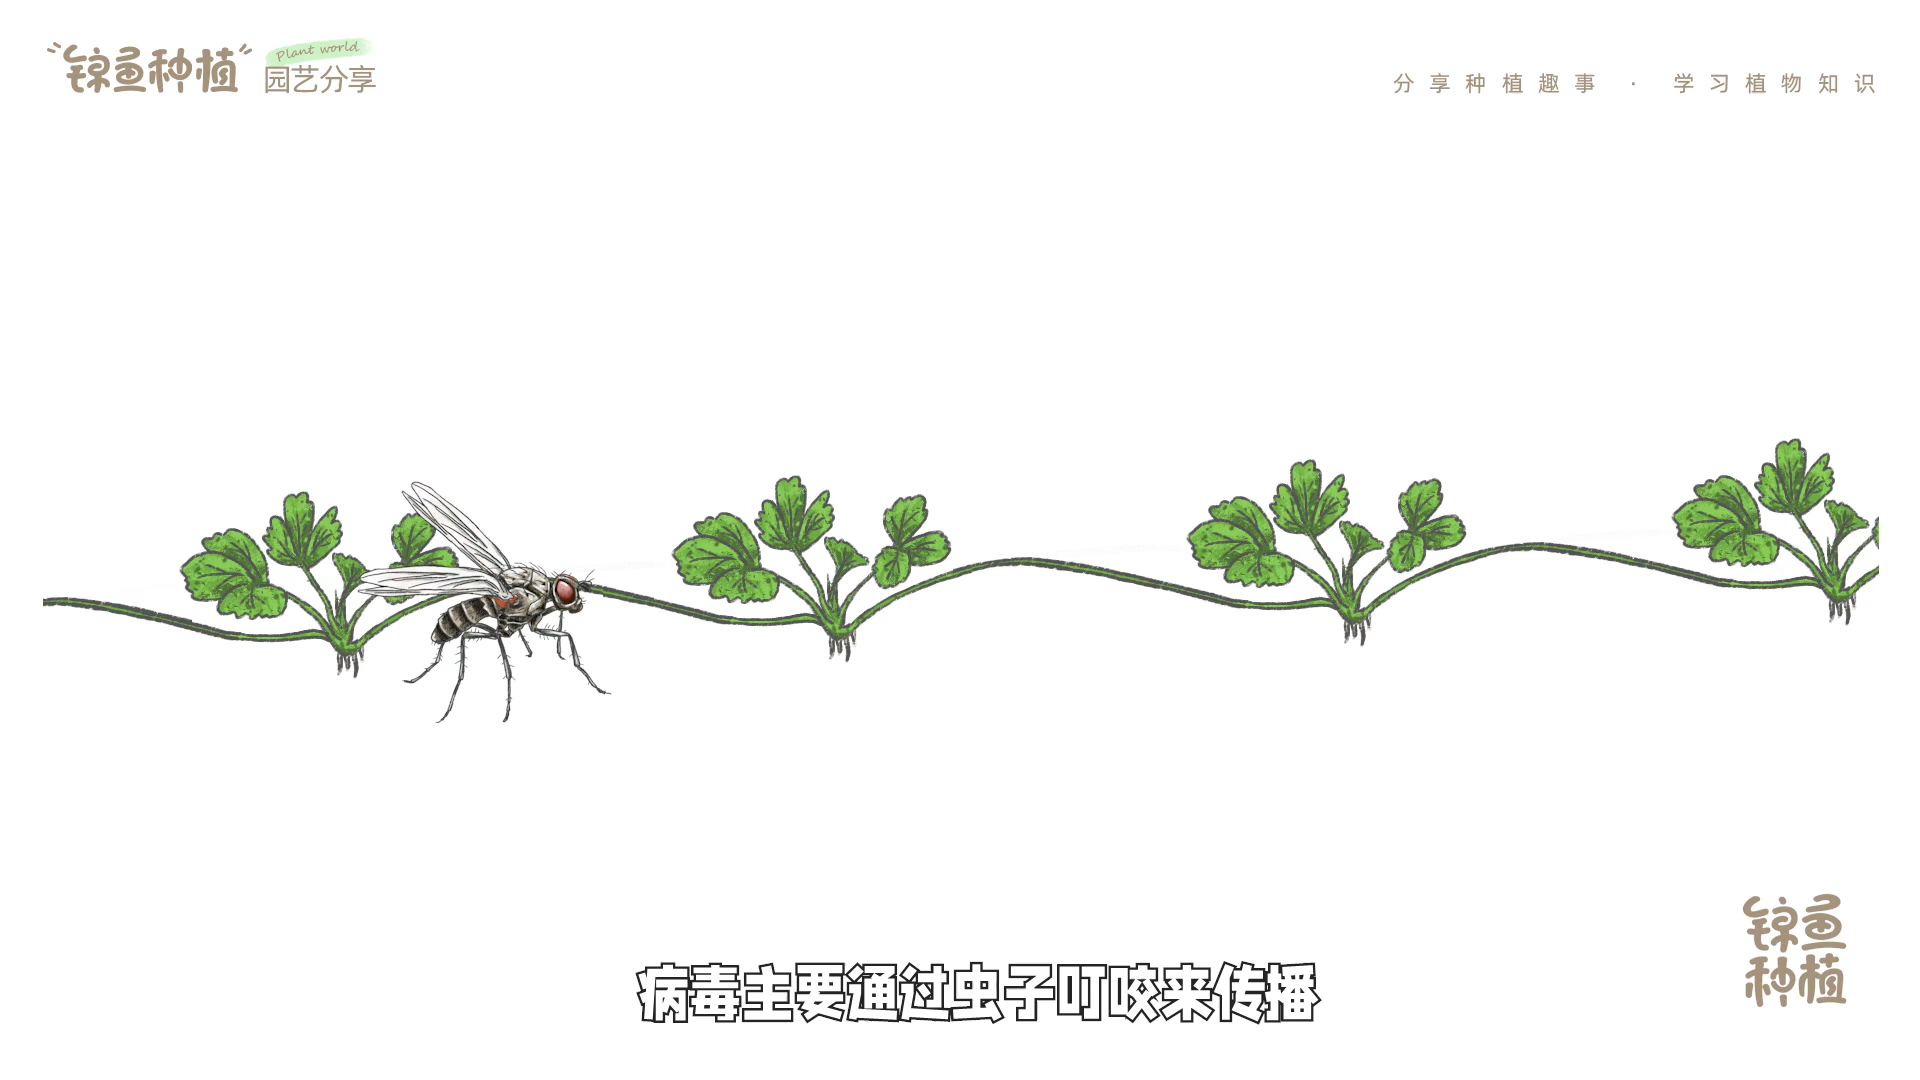 锦鱼种植
Plant world
园艺分享
分享种植趣事 · 学习植物知识
病毒主要通过虫子叮咬来传播
锦鱼
种植